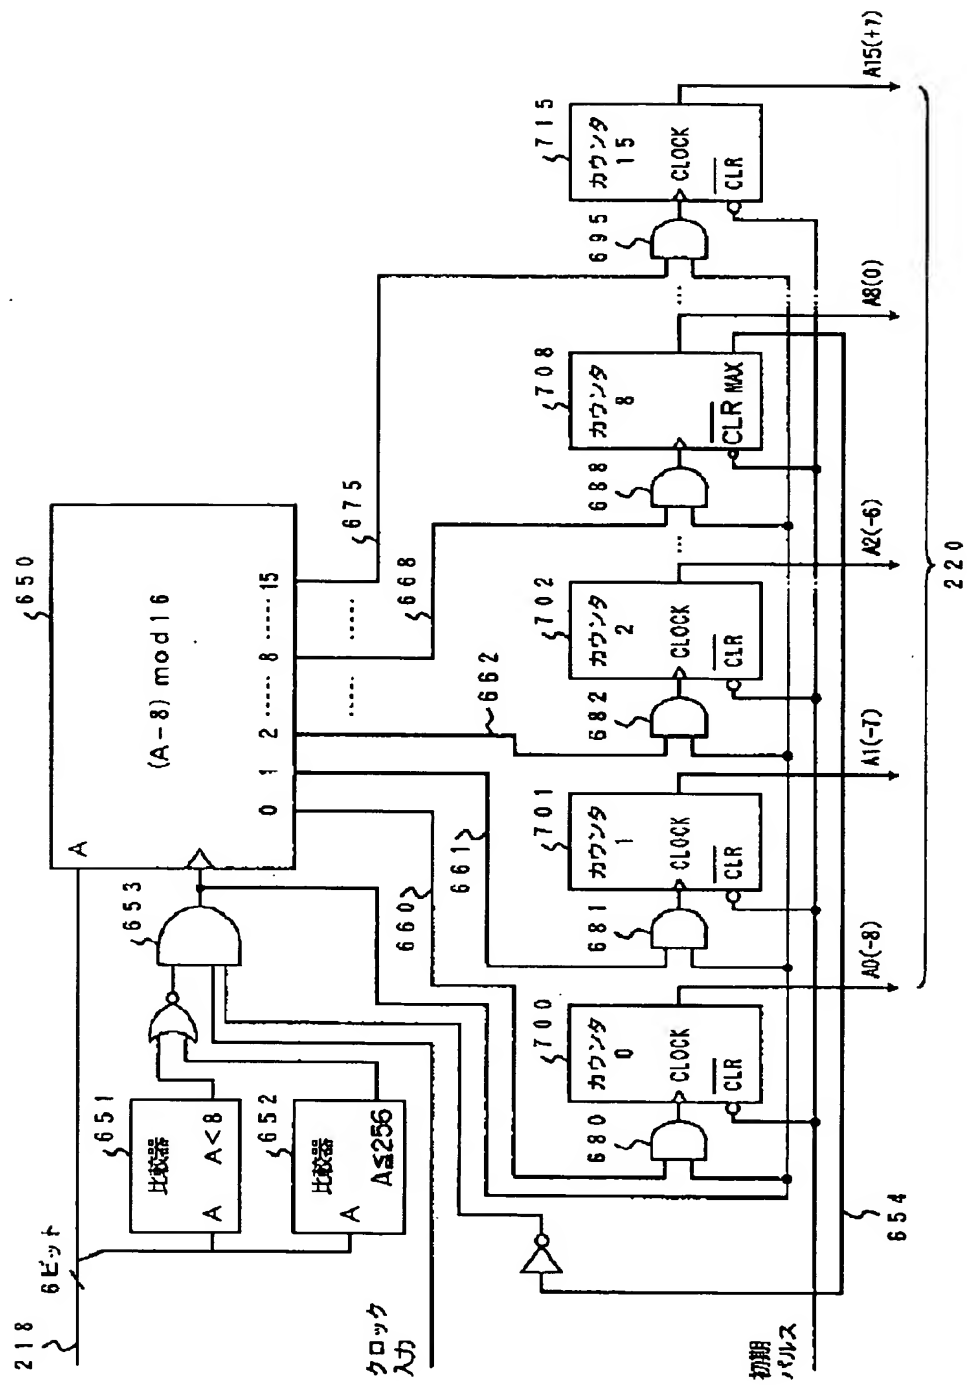 218
6ビット
比較器
A
A<8
651
比較器
A
A≦256
652
653
A
(A-8) mod16
0 1 2 ····· 8 ····· 15
650
クロック
入力
660
661
662
668
675
·····
·····
680
カウンタ
0
CLOCK
CLR
700
A0(-8)
681
カウンタ
1
CLOCK
CLR
701
A1(-7)
682
カウンタ
2
CLOCK
CLR
702
A2(-6)
...
688
カウンタ
8
CLR MAX
708
A8(0)
...
695
カウンタ
15
CLOCK
CLR
715
A15(+7)
220
654
初期
パルス